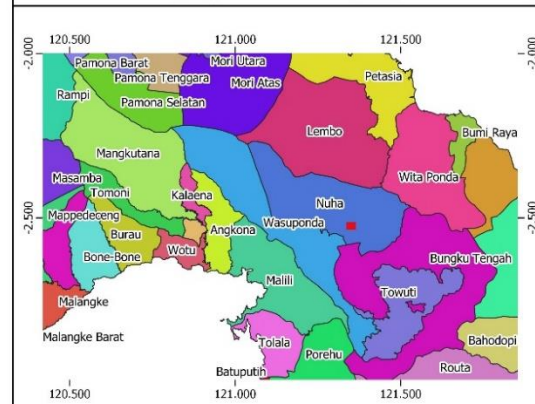 120.500 121.000 121.500
-2.000 -2.000
Pamona Barat
Mori Utara
Pamona Tenggara
Mori Atas
Petasia
Rampi
Pamona Selatan
Lembo
Bumi Raya
Mangkutana
Masamba
Wita Ponda
Tomoni
Kalaena
Nuha
Mappedeceng
Wasuponda
-2.500 -2.500
Burau
Wotu
Angkona
Bone-Bone
Bungku Tengah
Malili
Towuti
Malangke
Malangke Barat
Tolala
Bahodopi
Porehu
Batuputih
Routa
120.500 121.000 121.500